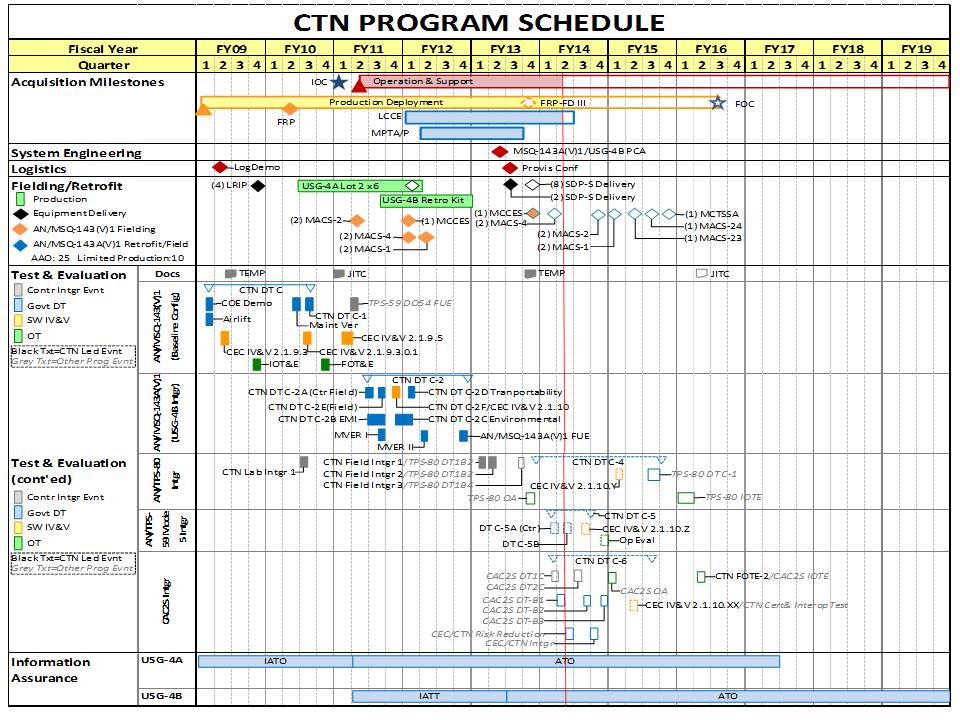 CTN PROGRAM SCHEDULE
Fiscal Year FY09 FY10 FY11 FY12 FY13 FY14 FY15 FY16 FY17 FY18 FY19
Quarter 1 2 3 4 1 2 3 4 1 2 3 4 1 2 3 4 1 2 3 4 1 2 3 4 1 2 3 4 1 2 3 4 1 2 3 4 1 2 3 4 1 2 3 4
Acquisition Milestones
IOC
Operation & Support
Production Deployment
FRP-FD III
FOC
FRP
LCCE
MPTA/P
System Engineering
MSQ-143A(V)1/USG-4B PCA
Logistics
LogDemo
Provis Conf
Fielding/Retrofit
Production
Equipment Delivery
AN/MSQ-143(V)1 Fielding
AN/MSQ-143A(V)1 Retrofit/Field
AAO: 25 Limited Production:10
(4) LRIP
USG-4A Lot 2 x6
(8) SDP-S Delivery
(2) SDP-S Delivery
USG-4B Retro Kit
(2) MACS-2
(1) MCCES
(1) MCCES
(2) MACS-4
(1) MCTSSA
(1) MACS-24
(2) MACS-4
(2) MACS-2
(1) MACS-23
(2) MACS-1
(2) MACS-1
Test & Evaluation
Docs
TEMP
JITC
TEMP
JITC
Contr Intgr Evnt
Govt DT
SW IV&V
OT
Black Txt=CTN Led Evnt
Grey Txt=Other Prog Evnt
AN/MSQ-143(V)1
(Baseline Config)
CTN DT C
COE Demo
TPS-59 DO54 FUE
Airlift
CTN DT C-1
Maint Ver
CEC IV&V 2.1.9.5
CEC IV&V 2.1.9.3
CEC IV&V 2.1.9.3.0.1
IOT&E
FOT&E
AN/MSQ-143A(V)1
(USG-4B Intgr)
CTN DT C-2
CTN DT C-2A (Ctr Field)
CTN DT C-2D Tranportability
CTN DT C-2E(Field)
CTN DT C-2F/CEC IV&V 2.1.10
CTN DT C-2B EMI
CTN DT C-2C Environmental
MVER I
AN/MSQ-143A(V)1 FUE
MVER II
Test & Evaluation
(cont'ed)
Contr Intgr Evnt
Govt DT
SW IV&V
OT
Black Txt=CTN Led Evnt
Grey Txt=Other Prog Evnt
AN/TPS-80
Intgr
CTN Lab Intgr 1
CTN Field Intgr 1/TPS-80 DT1B2
CTN Field Intgr 2/TPS-80 DT1B3
CTN Field Intgr 3/TPS-80 DT1B4
CTN DT C-4
TPS-80 DT C-1
CEC IV&V 2.1.10.Y
TPS-80 OA
TPS-80 IOTE
AN/TPS-
59 Mode
5 Intgr
CTN DT C-5
DT C-5A (Ctr)
CEC IV&V 2.1.10.Z
DT C-5B
Op Eval
CAC2S Intgr
CTN DT C-6
CAC2S DT1C
CAC2S DT2C
CTN FOTE-2/CAC2S IOTE
CAC2S OA
CAC2S DT-B1
CAC2S DT-B2
CAC2S DT-B3
CEC IV&V 2.1.10.XX/CTN Cert& Interop Test
CEC/CTN Risk Reduction
CEC/CTN Intgr
Information
Assurance
USG-4A IATO ATO
USG-4B IATT ATO